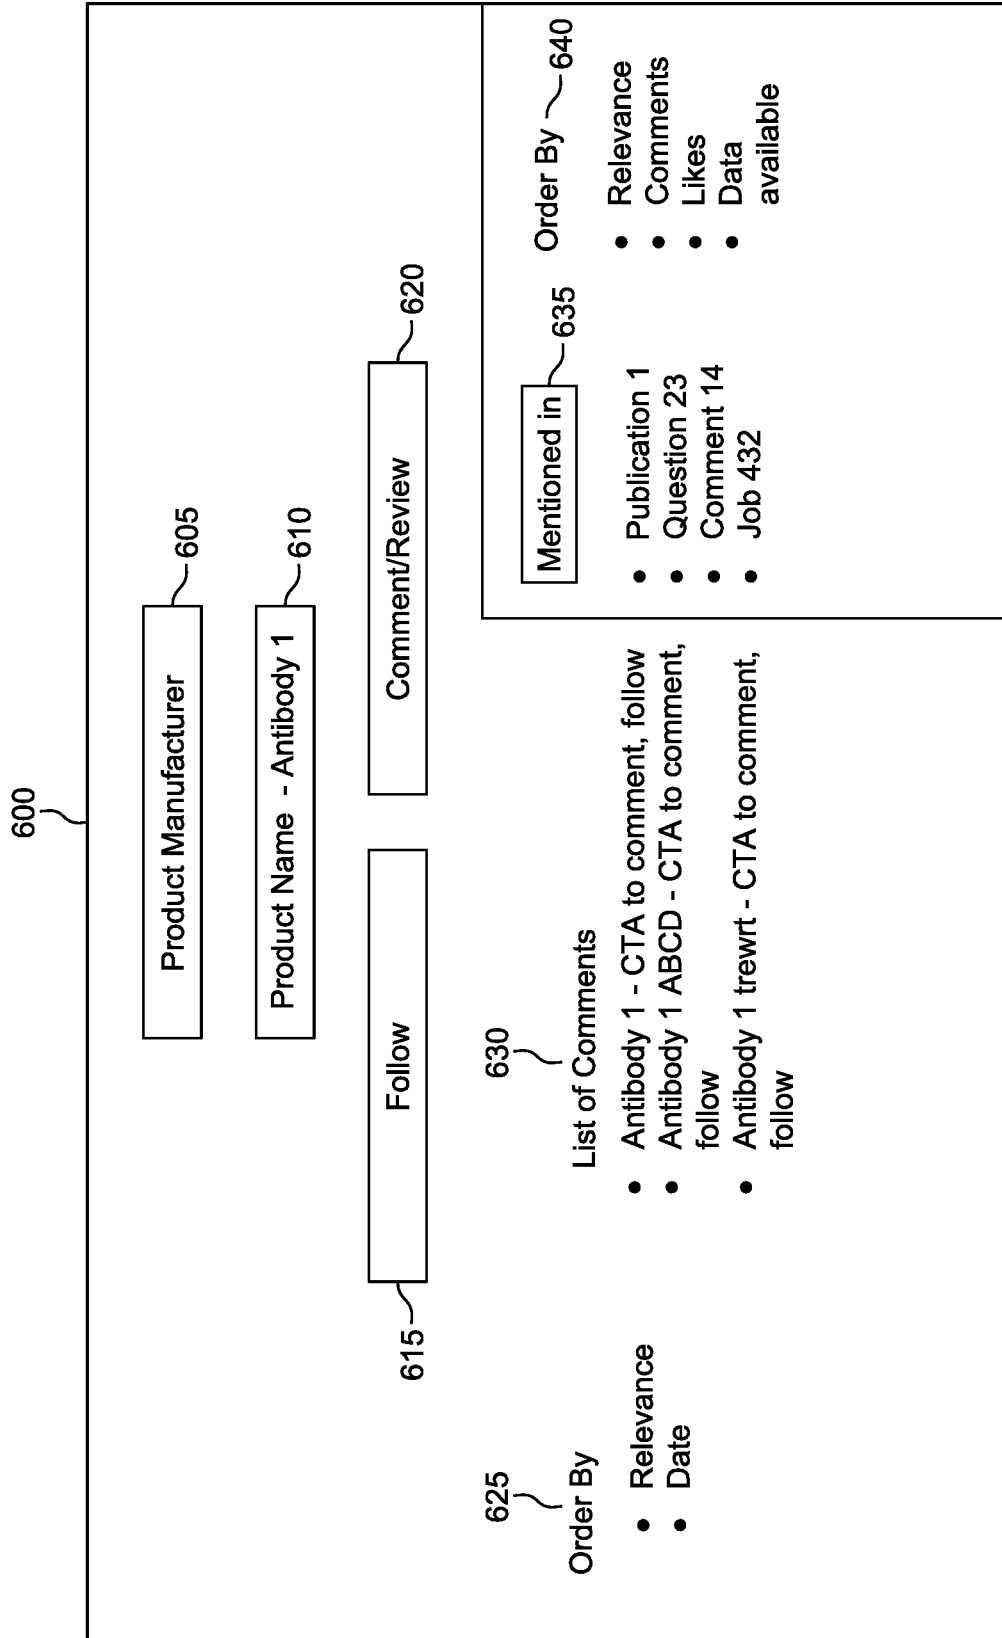 600
Product Manufacturer
605
Product Name - Antibody 1
610
615
Follow
Comment/Review
620
625
Order By
• Relevance
• Date
630
List of Comments
• Antibody 1 - CTA to comment, follow
• Antibody 1 ABCD - CTA to comment,
follow
• Antibody 1 trewrt - CTA to comment,
follow
Mentioned in
635
• Publication 1
• Question 23
• Comment 14
• Job 432
Order By
640
• Relevance
• Comments
• Likes
• Data
available